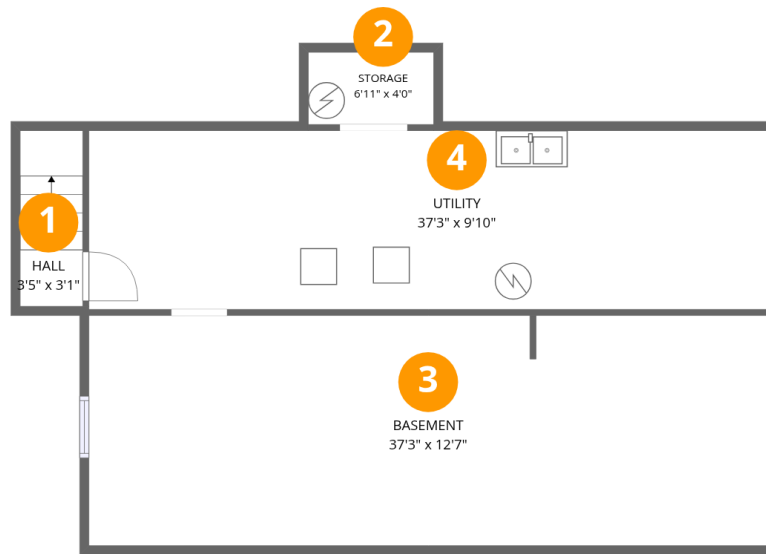 2
STORAGE
6'11" x 4'0"
4
UTILITY
37'3" x 9'10"
1
HALL
3'5" x 3'1"
3
BASEMENT
37'3" x 12'7"